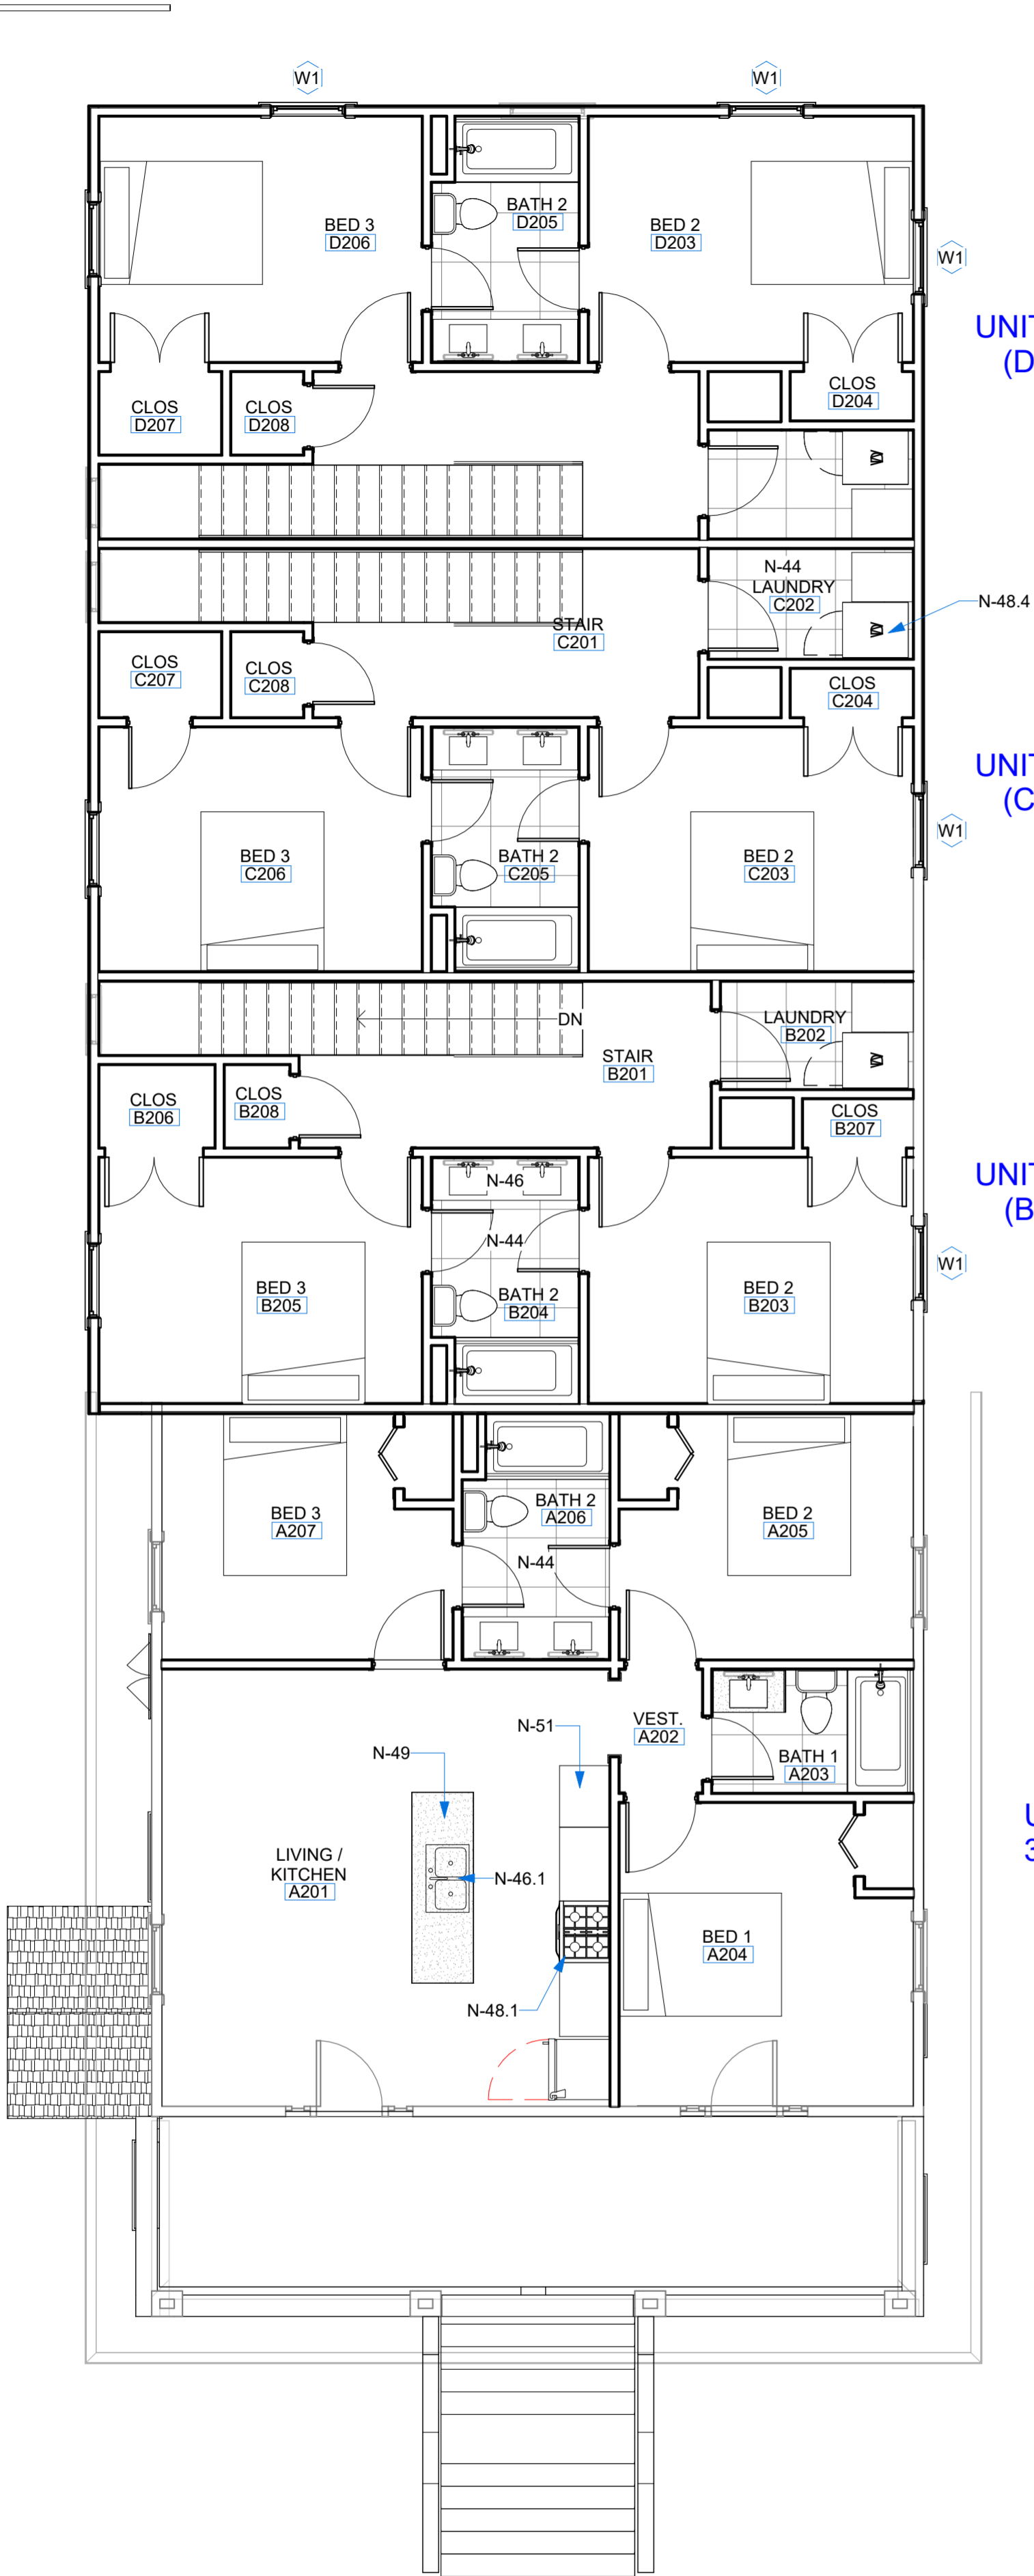 W1
W1
BED 3
D206
BATH 2
D205
BED 2
D203
W1
UNIT
(D
CLOS
D207
CLOS
D208
CLOS
D204
W
N-44
LAUNDRY
C202
N-48.4
W
STAIR
C201
CLOS
C207
CLOS
C208
CLOS
C204
UNIT
(C
W1
BED 3
C206
BATH 2
C205
BED 2
C203
DN
LAUNDRY
B202
W
STAIR
B201
CLOS
B206
CLOS
B208
CLOS
B207
N-46
UNIT
(B
N-44
W1
BED 3
B205
BATH 2
B204
BED 2
B203
BED 3
A207
BATH 2
A206
BED 2
A205
N-44
N-51
VEST.
A202
N-49
BATH 1
A203
LIVING /
KITCHEN
A201
N-46.1
BED 1
A204
N-48.1
3